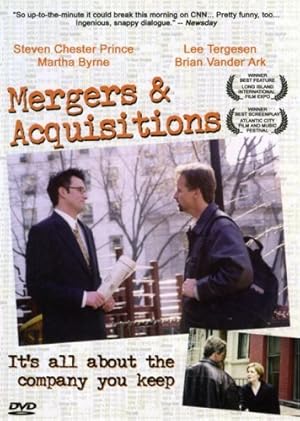 "So up-to-the-minute it could break this morning on CNN... Pretty funny, too...
Ingenious, snappy dialogue." -- Newsday
Steven Chester Prince
Martha Byrne
Lee Tergesen
Brian Vander Ark
Mergers &
Acquisitions
WINNER
BEST FEATURE
LONG ISLAND
INTERNATIONAL
FILM EXPO
WINNER
BEST SCREENPLAY
ATLANTIC CITY
FILM AND MUSIC
FESTIVAL
It's all about the
company you keep
DVD